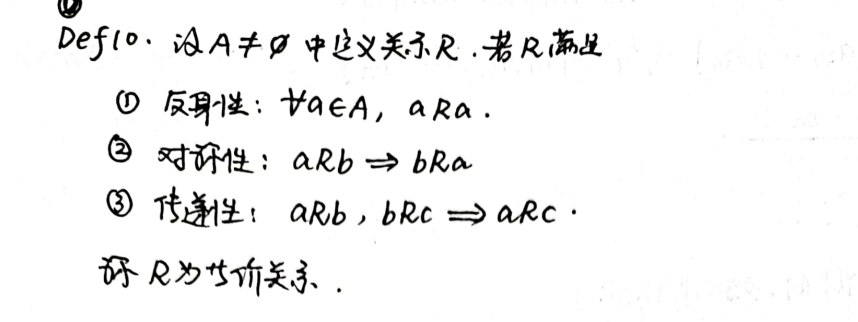 Def10. 设A≠∅中定义关系R.若R满足
① 反身性: ∀a∈A, aRa.
② 对称性: aRb ⇒ bRa
③ 传递性: aRb, bRc ⟹ aRc.
称R为等价关系.